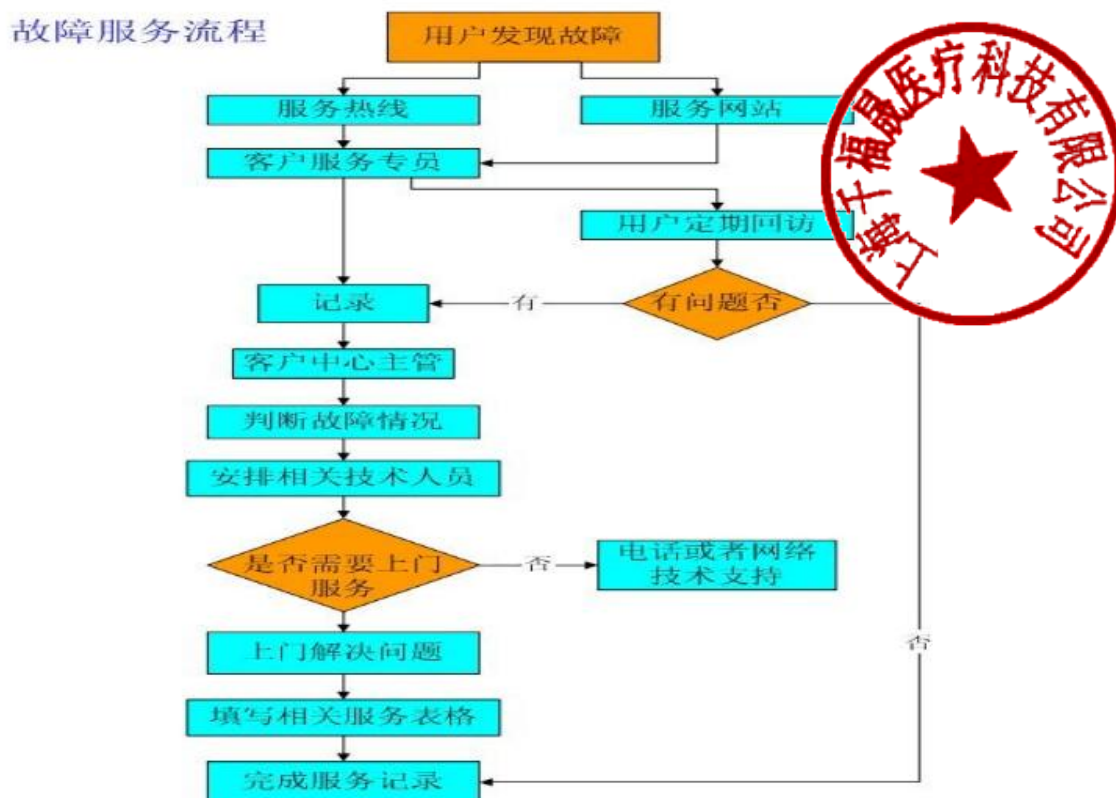 故障服务流程
用户发现故障
服务热线
服务网站
客户服务专员
用户定期回访
记录
有
有问题否
客户中心主管
判断故障情况
安排相关技术人员
是否需要上门
服务
否
电话或者网络
技术支持
上门解决问题
否
填写相关服务表格
完成服务记录
上海千福晟医疗科技有限公司